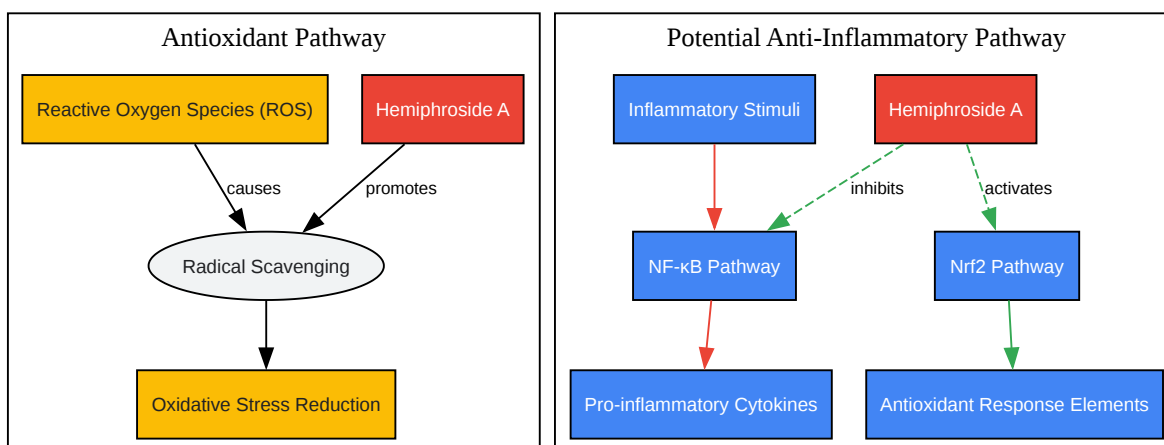 Antioxidant Pathway
Reactive Oxygen Species (ROS)
Hemiphroside A
causes
promotes
Radical Scavenging
Oxidative Stress Reduction
Potential Anti-Inflammatory Pathway
Inflammatory Stimuli
Hemiphroside A
inhibits
activates
NF-κB Pathway
Nrf2 Pathway
Pro-inflammatory Cytokines
Antioxidant Response Elements